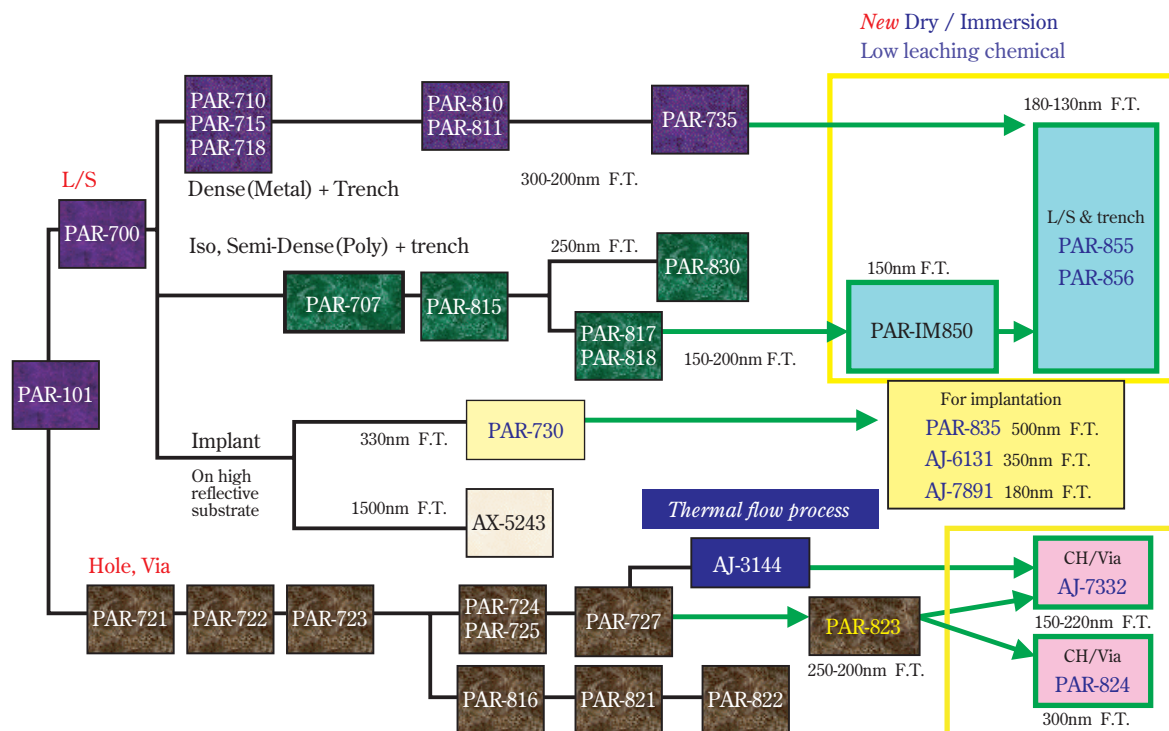 New Dry / Immersion
Low leaching chemical
180-130nm F.T.
PAR-710
PAR-715
PAR-718
PAR-810
PAR-811
PAR-735
300-200nm F.T.
Dense(Metal) + Trench
L/S
PAR-700
Iso, Semi-Dense(Poly) + trench
250nm F.T.
PAR-830
PAR-707
PAR-815
PAR-817
PAR-818
150-200nm F.T.
150nm F.T.
PAR-IM850
L/S & trench
PAR-855
PAR-856
PAR-101
Implant
On high
reflective
substrate
330nm F.T.
PAR-730
1500nm F.T.
AX-5243
For implantation
PAR-835 500nm F.T.
AJ-6131 350nm F.T.
AJ-7891 180nm F.T.
Thermal flow process
Hole, Via
PAR-721
PAR-722
PAR-723
PAR-724
PAR-725
PAR-727
AJ-3144
PAR-823
250-200nm F.T.
CH/Via
AJ-7332
150-220nm F.T.
CH/Via
PAR-824
300nm F.T.
PAR-816
PAR-821
PAR-822